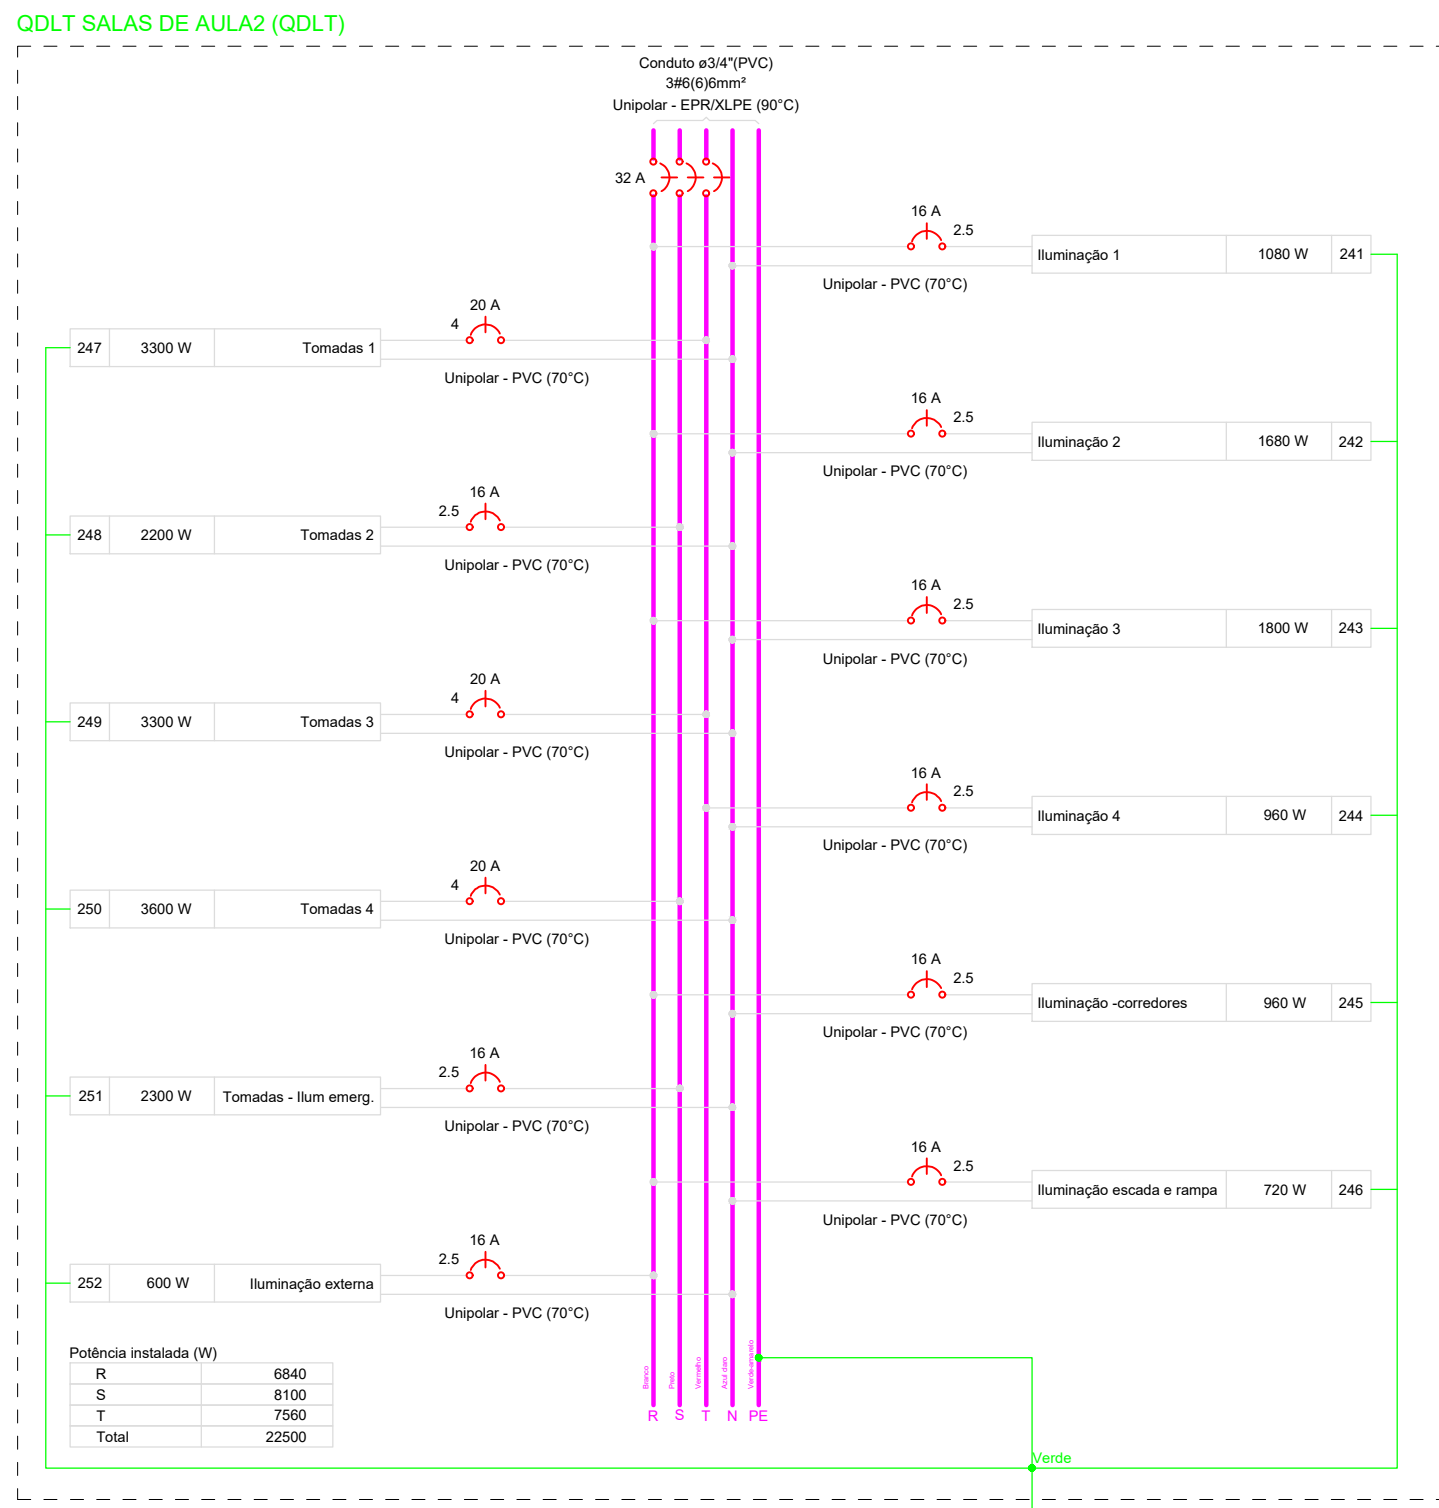 QDLT SALAS DE AULA2 (QDLT)
Conduto ø3/4"(PVC)
3#6(6)6mm²
Unipolar - EPR/XLPE (90°C)
32 A
16 A
2.5
Iluminação 1 1080 W 241
Unipolar - PVC (70°C)
20 A
4
247 3300 W Tomadas 1
Unipolar - PVC (70°C)
16 A
2.5
Iluminação 2 1680 W 242
Unipolar - PVC (70°C)
16 A
2.5
248 2200 W Tomadas 2
Unipolar - PVC (70°C)
16 A
2.5
Iluminação 3 1800 W 243
Unipolar - PVC (70°C)
20 A
4
249 3300 W Tomadas 3
Unipolar - PVC (70°C)
16 A
2.5
Iluminação 4 960 W 244
Unipolar - PVC (70°C)
20 A
4
250 3600 W Tomadas 4
Unipolar - PVC (70°C)
16 A
2.5
Iluminação -corredores 960 W 245
Unipolar - PVC (70°C)
16 A
2.5
251 2300 W Tomadas - Ilum emerg.
Unipolar - PVC (70°C)
16 A
2.5
Iluminação escada e rampa 720 W 246
Unipolar - PVC (70°C)
16 A
2.5
252 600 W Iluminação externa
Unipolar - PVC (70°C)
Potência instalada (W)
R 6840
S 8100
T 7560
Total 22500
Branco
Preto
Vermelho
Azul claro
Verde-amarelo
R S T N PE
Verde